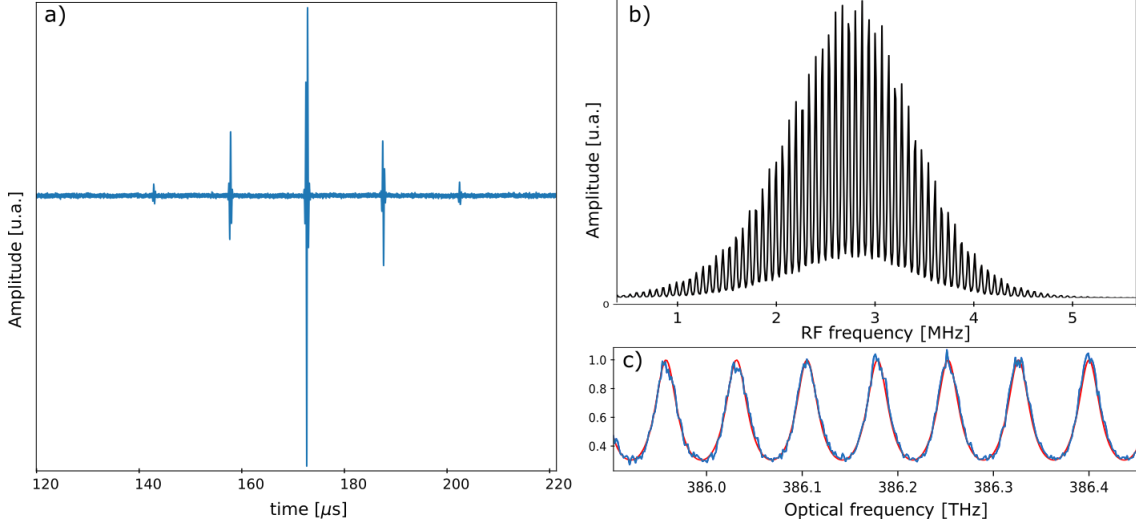 a)
Amplitude [u.a.]
120 140 160 180 200 220
time [μs]
b)
Amplitude [u.a.]
0
1 2 3 4 5
RF frequency [MHz]
c)
1.0
0.8
0.6
0.4
386.0 386.1 386.2 386.3 386.4
Optical frequency [THz]